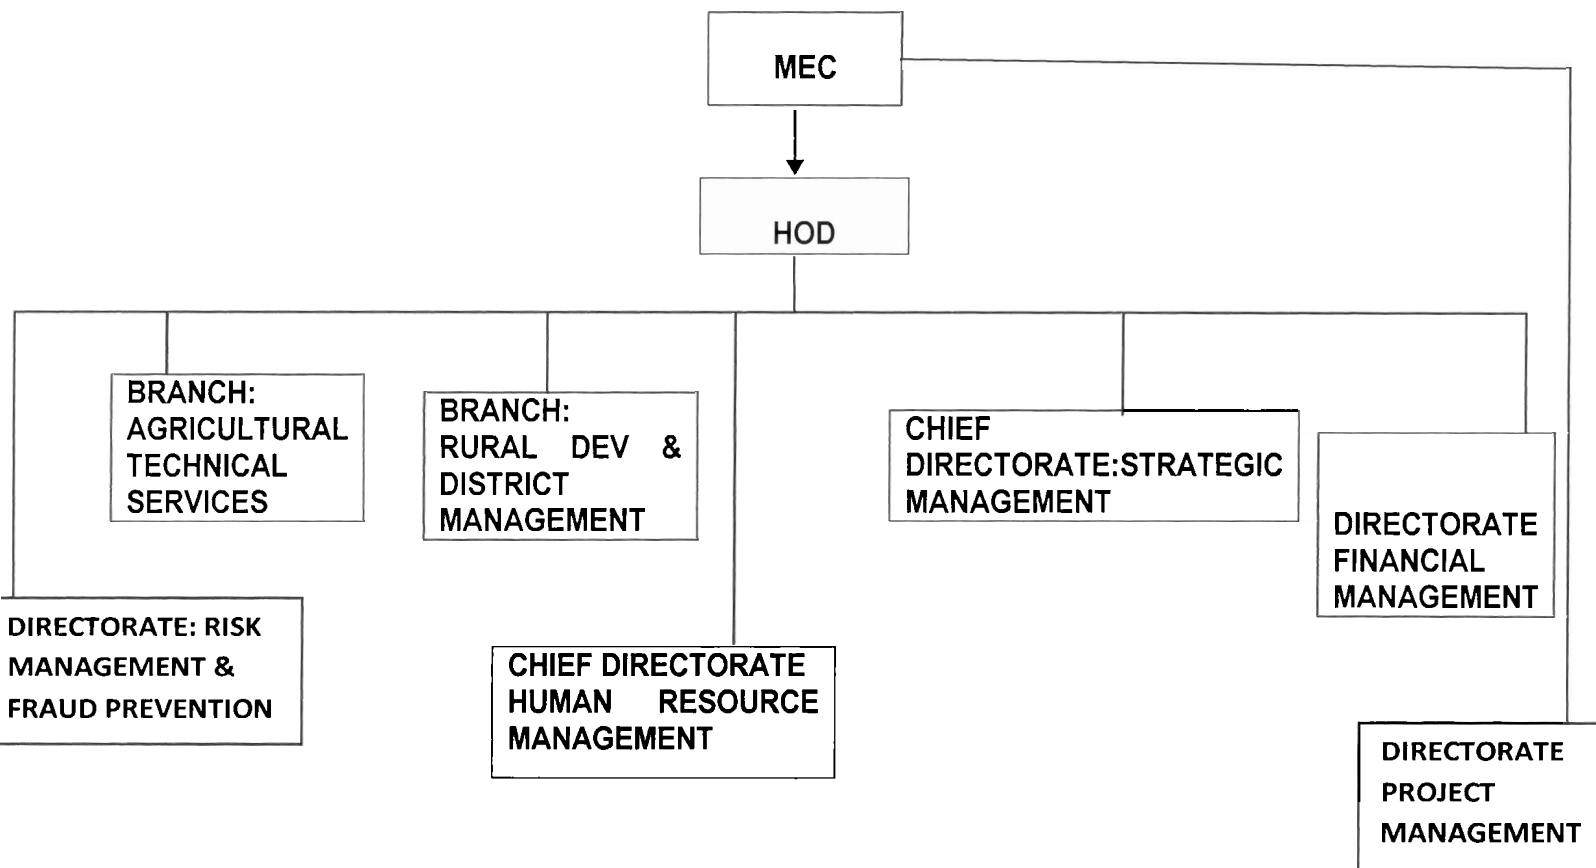 MEC
HOD
BRANCH:
AGRICULTURAL
TECHNICAL
SERVICES
BRANCH:
RURAL DEV &
DISTRICT
MANAGEMENT
CHIEF
DIRECTORATE:STRATEGIC
MANAGEMENT
DIRECTORATE
FINANCIAL
MANAGEMENT
DIRECTORATE: RISK
MANAGEMENT &
FRAUD PREVENTION
CHIEF DIRECTORATE
HUMAN RESOURCE
MANAGEMENT
DIRECTORATE
PROJECT
MANAGEMENT